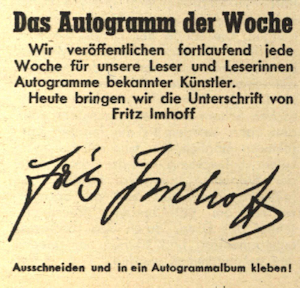 Das Autogramm der Woche
Wir veröffentlichen fortlaufend jede
Woche für unsere Leser und Leserinnen
Autogramme bekannter Künstler.
Heute bringen wir die Unterschrift von
Fritz Imhoff
Fritz Imhoff
Ausschneiden und in ein Autogrammalbum kleben!